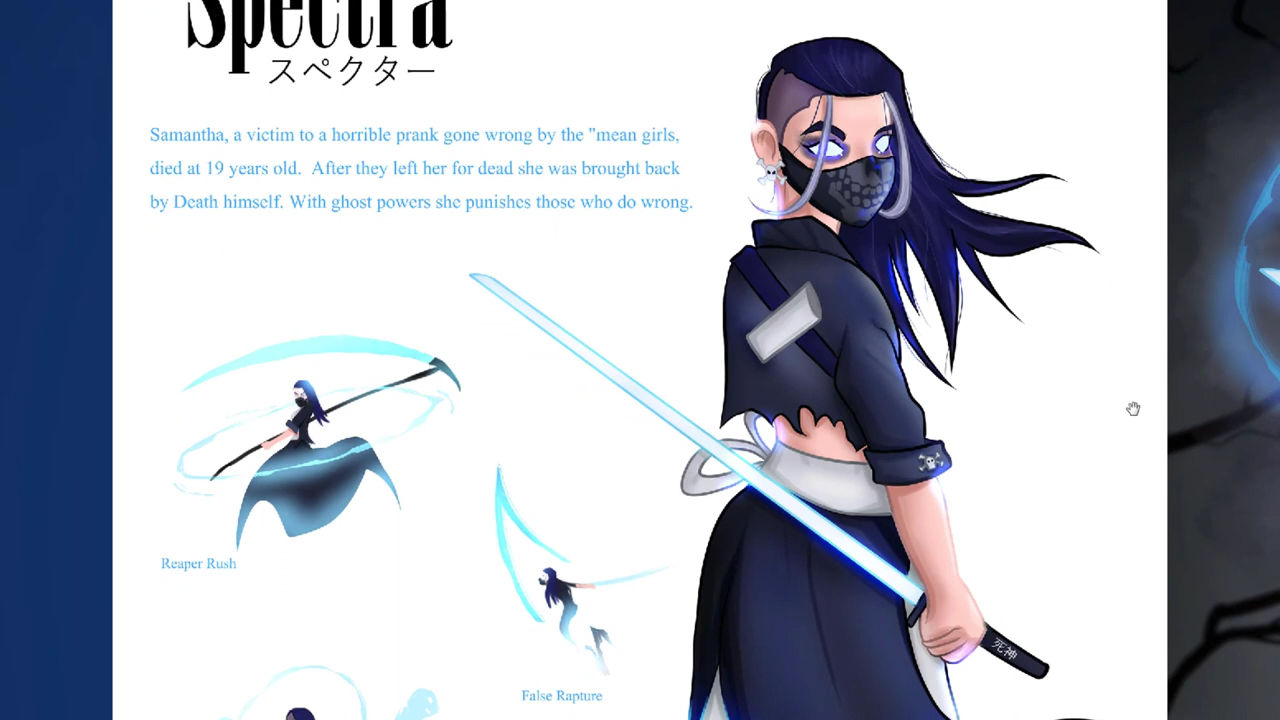 Spectra
スペクター
Samantha, a victim to a horrible prank gone wrong by the "mean girls,
died at 19 years old.  After they left her for dead she was brought back
by Death himself. With ghost powers she punishes those who do wrong.
Reaper Rush
False Rapture
死神